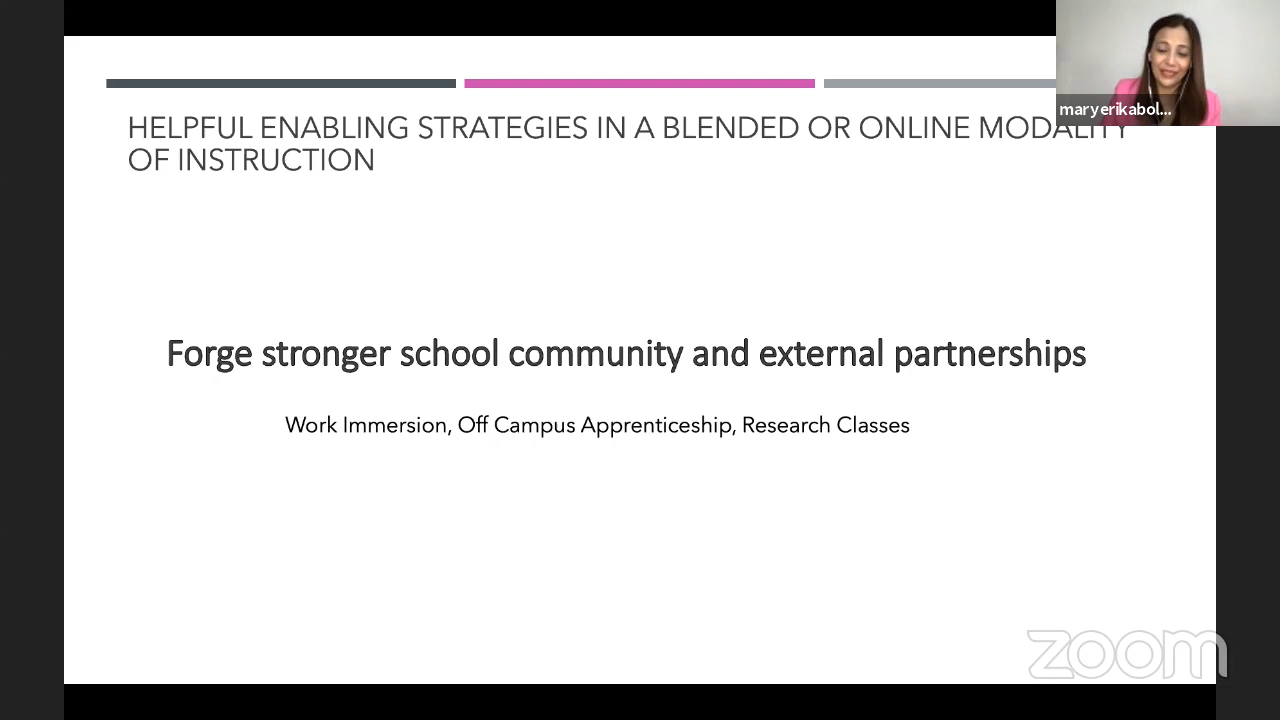 HELPFUL ENABLING STRATEGIES IN A BLENDED OR ONLINE MODALITY
OF INSTRUCTION
maryerikabol...
Forge stronger school community and external partnerships
Work Immersion, Off Campus Apprenticeship, Research Classes
zoom